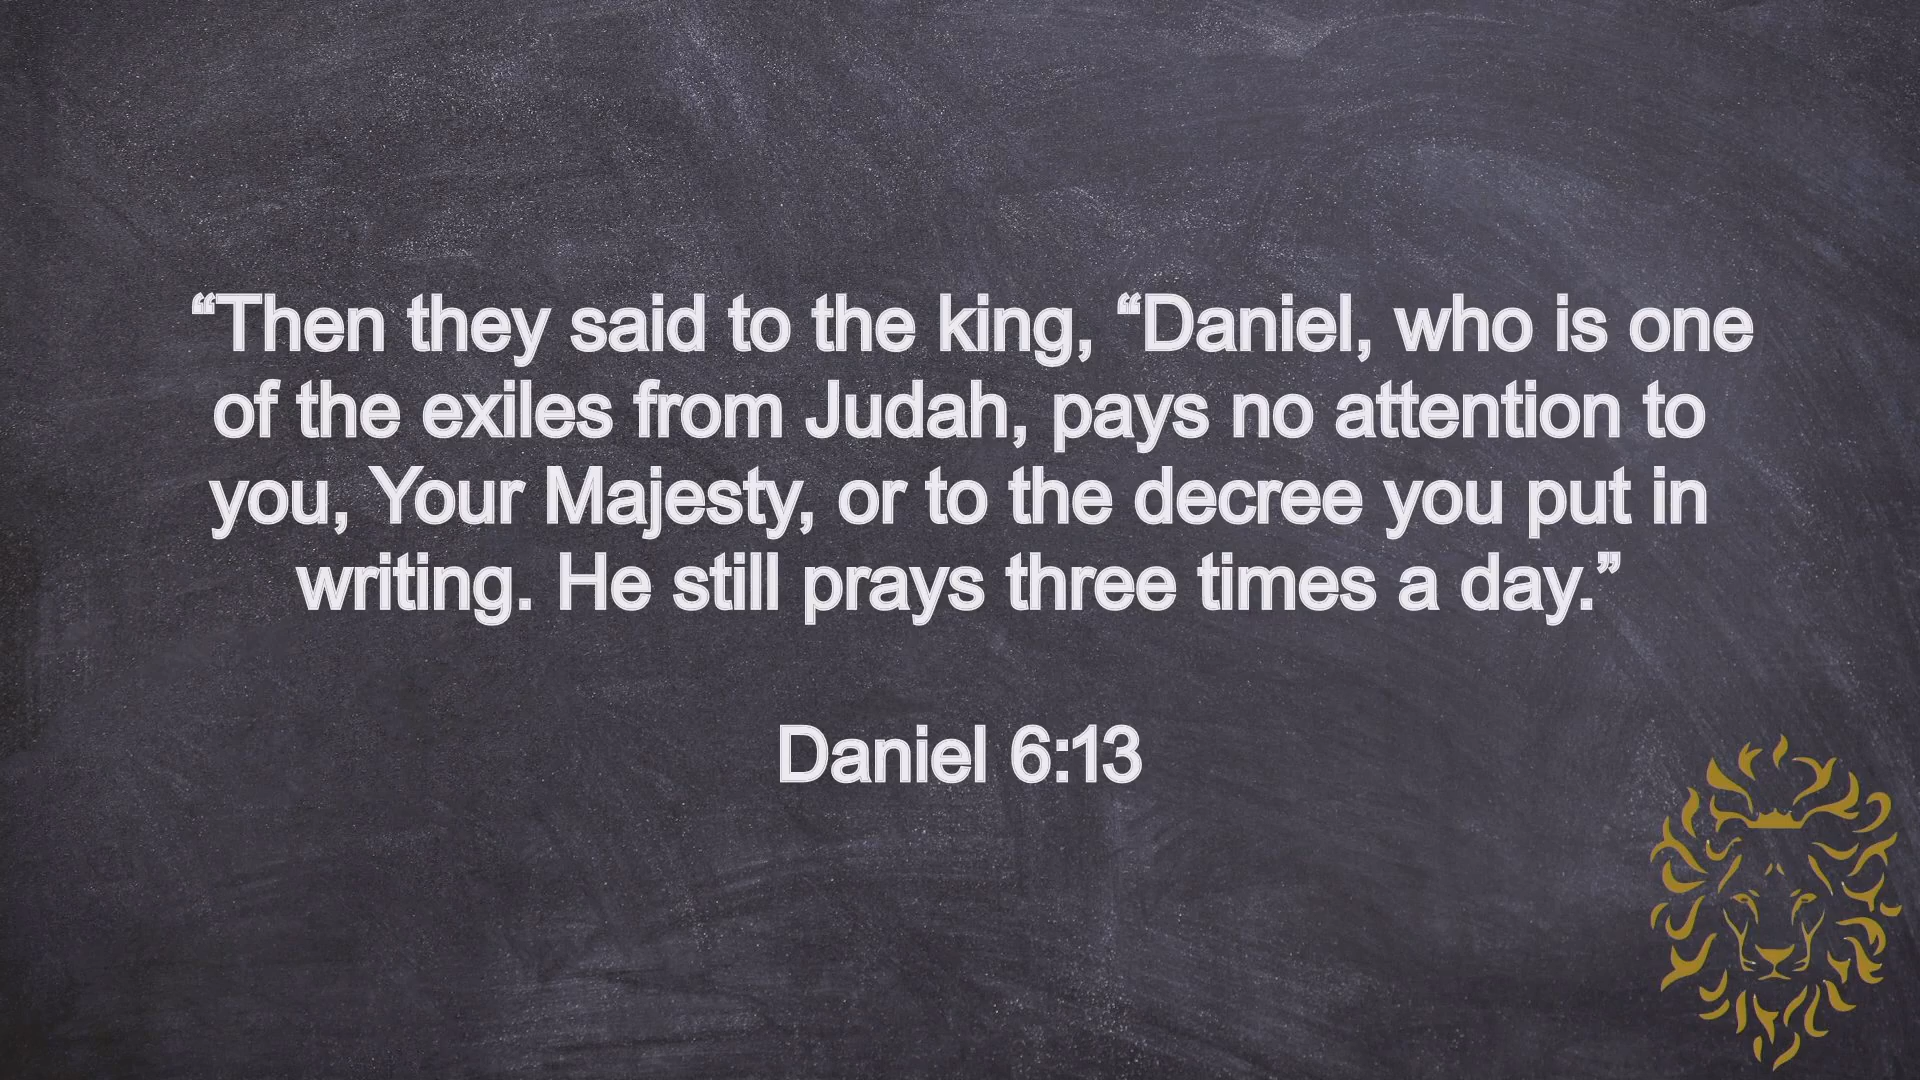 “Then they said to the king, “Daniel, who is one
of the exiles from Judah, pays no attention to
you, Your Majesty, or to the decree you put in
writing. He still prays three times a day.”
Daniel 6:13